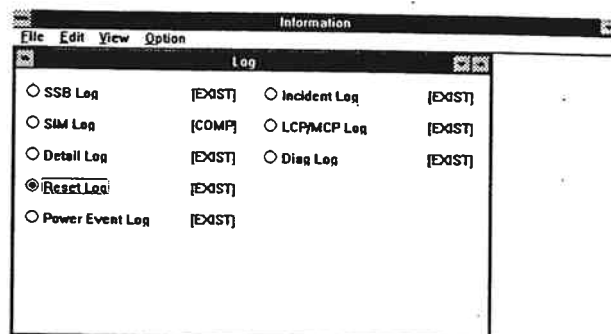 Information
File Edit View Option
Log
SSB Log [EXIST] Incident Log [EXIST]
SIM Log [COMP] LCP/MCP Log [EXIST]
Detail Log [EXIST] Diag Log [EXIST]
Reset Log [EXIST]
Power Event Log [EXIST]